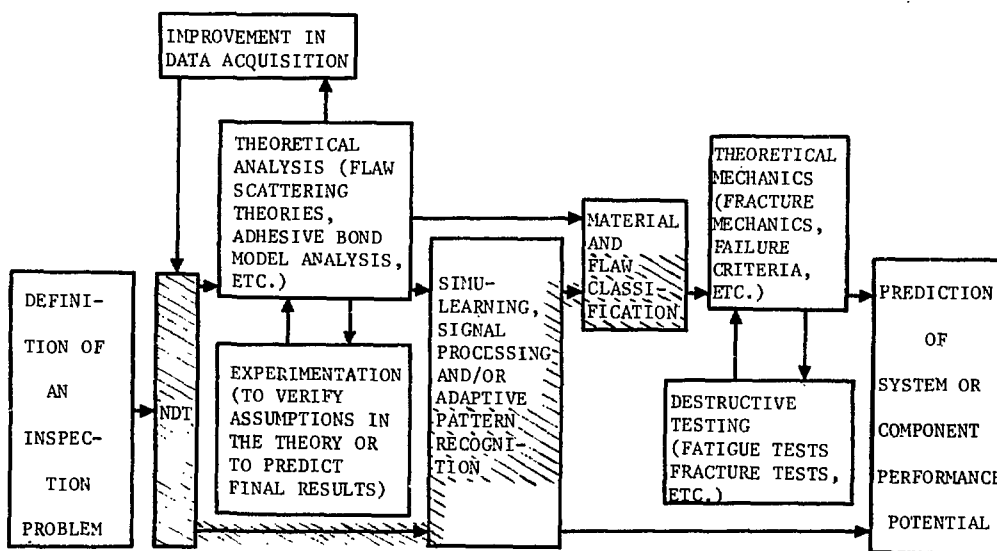 IMPROVEMENT IN
DATA ACQUISITION
THEORETICAL
ANALYSIS (FLAW
SCATTERING
THEORIES,
ADHESIVE BOND
MODEL ANALYSIS,
ETC.)
THEORETICAL
MECHANICS
(FRACTURE
MECHANICS,
FAILURE
CRITERIA,
ETC.)
MATERIAL
AND
FLAW
CLASSI-
FICATION
DEFINI-
TION OF
AN
INSPEC-
TION
PROBLEM
NDT
SIMU-
LEARNING,
SIGNAL
PROCESSING
AND/OR
ADAPTIVE
PATTERN
RECOGNI-
TION
EXPERIMENTATION
(TO VERIFY
ASSUMPTIONS IN
THE THEORY OR
TO PREDICT
FINAL RESULTS)
DESTRUCTIVE
TESTING
(FATIGUE TESTS
FRACTURE TESTS,
ETC.)
PREDICTION
OF
SYSTEM OR
COMPONENT
PERFORMANCE
POTENTIAL